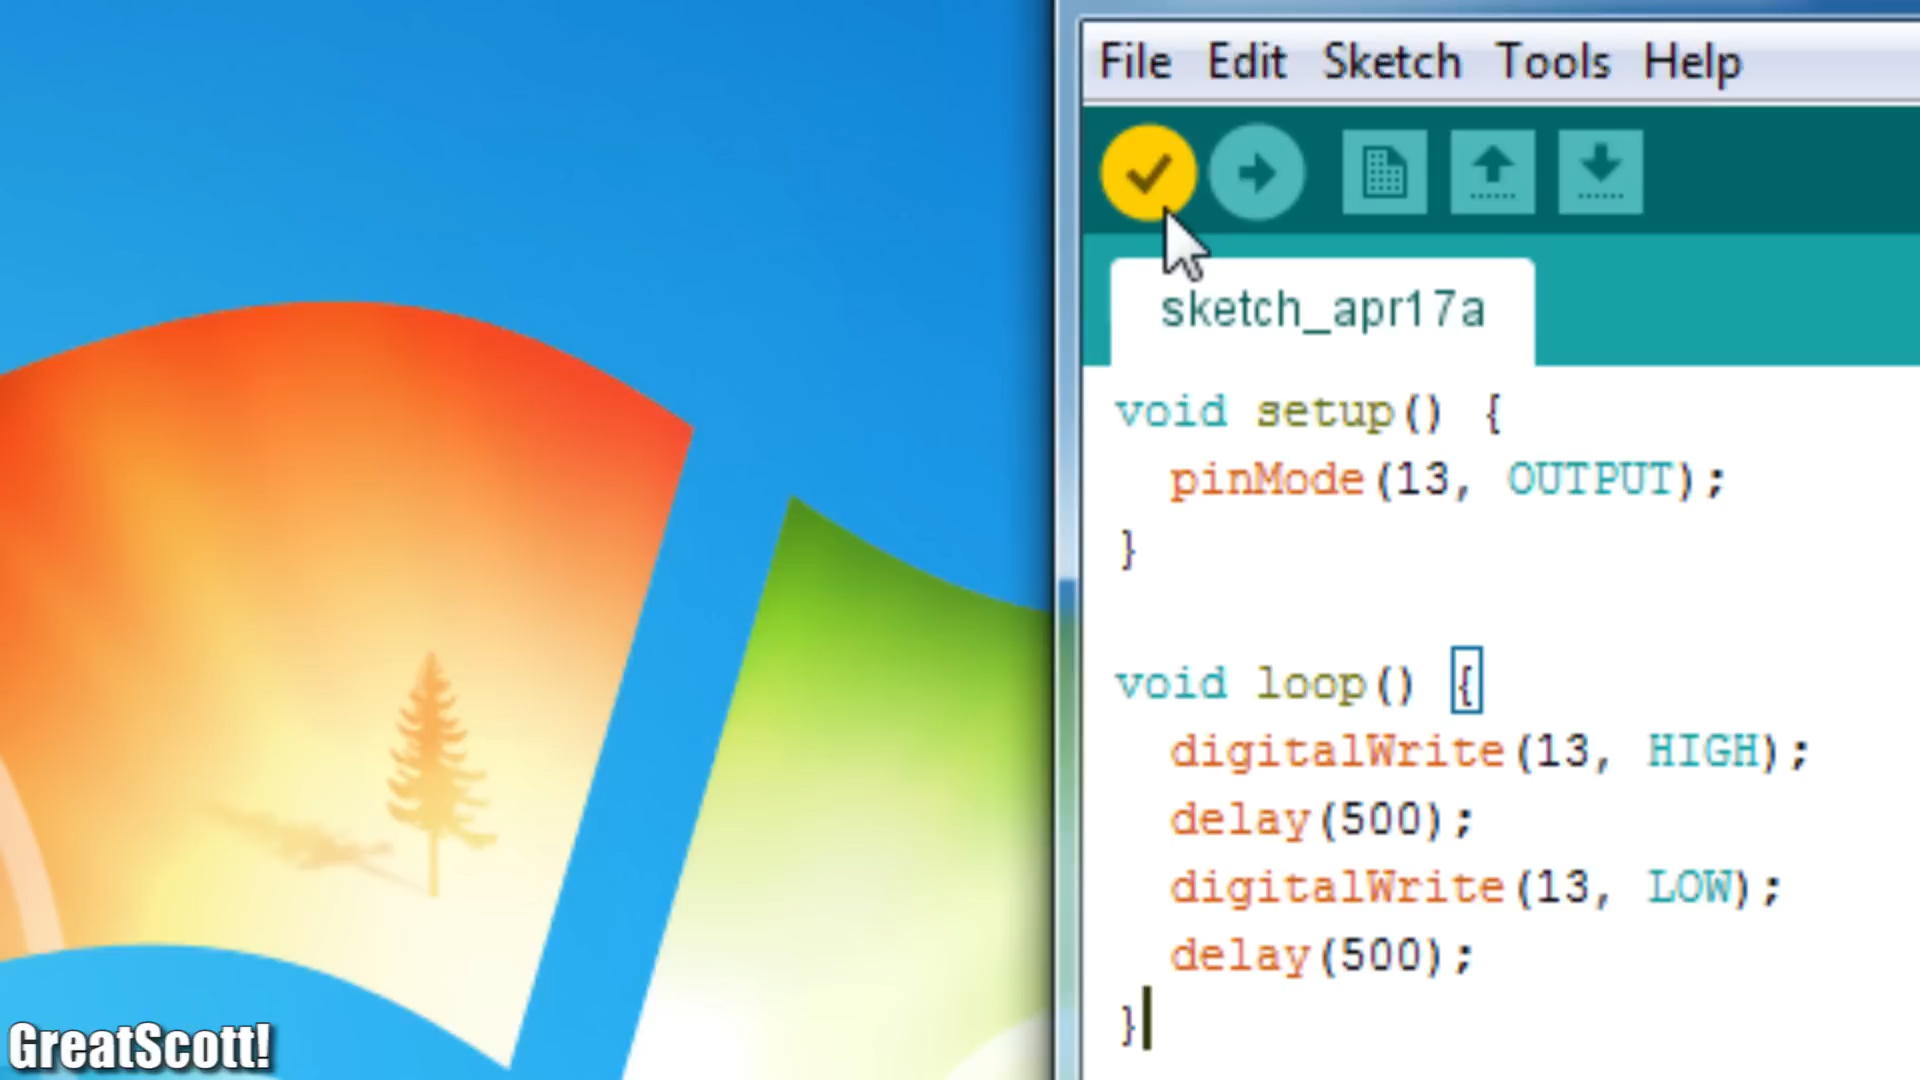 File Edit Sketch Tools Help
sketch_apr17a
void setup() {
  pinMode(13, OUTPUT);
}
void loop() {
  digitalWrite(13, HIGH);
  delay(500);
  digitalWrite(13, LOW);
  delay(500);
}
GreatScott!